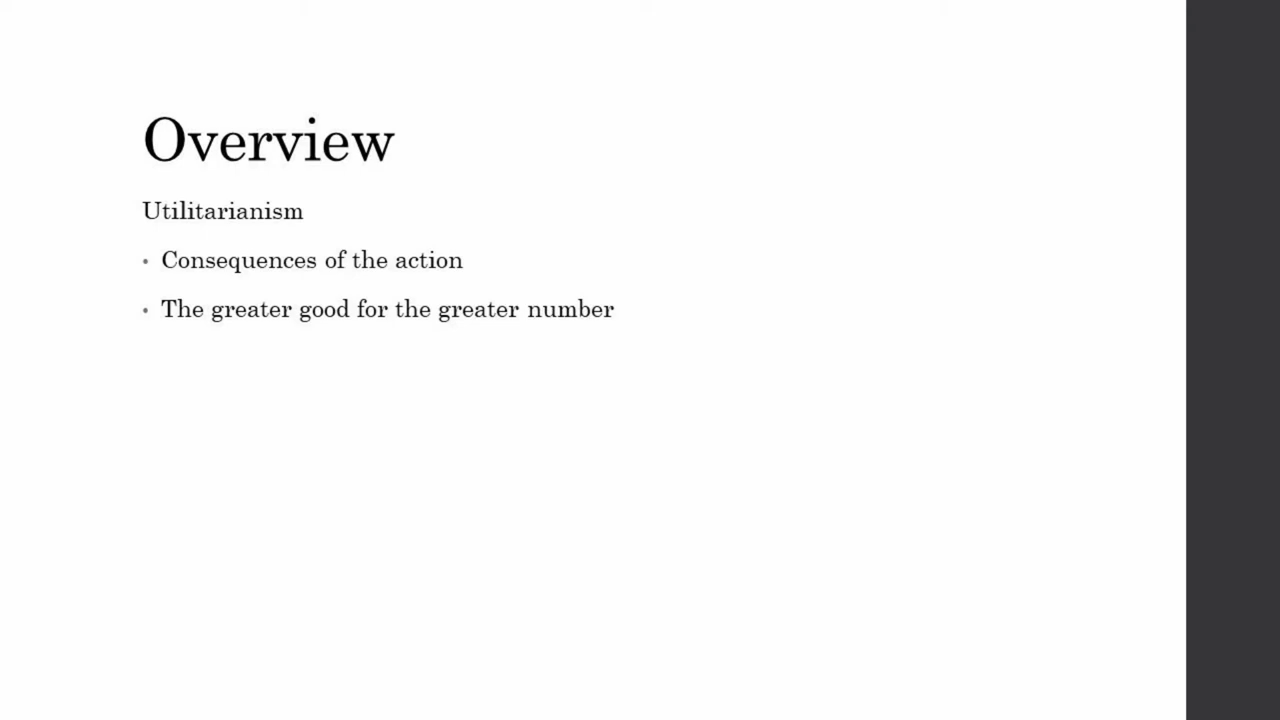 Overview
Utilitarianism
• Consequences of the action
• The greater good for the greater number